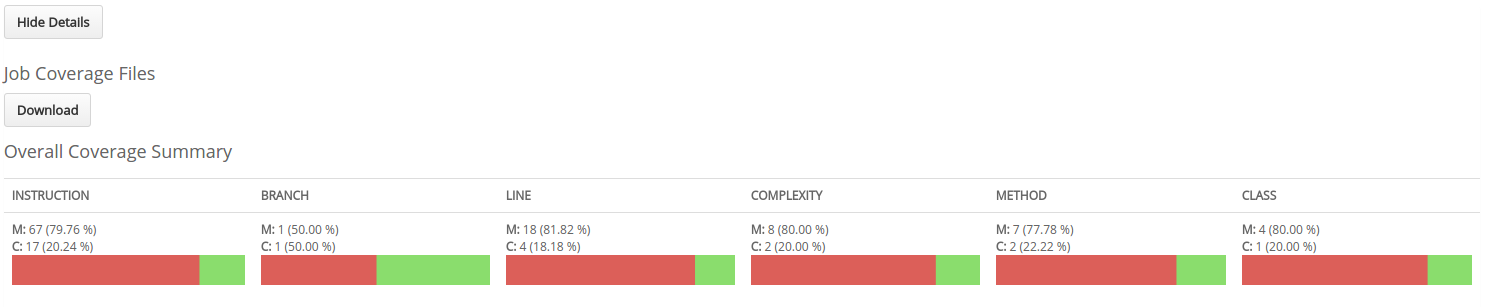 Hide Details
Job Coverage Files
Download
Overall Coverage Summary
INSTRUCTION BRANCH LINE COMPLEXITY METHOD CLASS
M: 67 (79.76 %) M: 1 (50.00 %) M: 18 (81.82 %) M: 8 (80.00 %) M: 7 (77.78 %) M: 4 (80.00 %)
C: 17 (20.24 %) C: 1 (50.00 %) C: 4 (18.18 %) C: 2 (20.00 %) C: 2 (22.22 %) C: 1 (20.00 %)